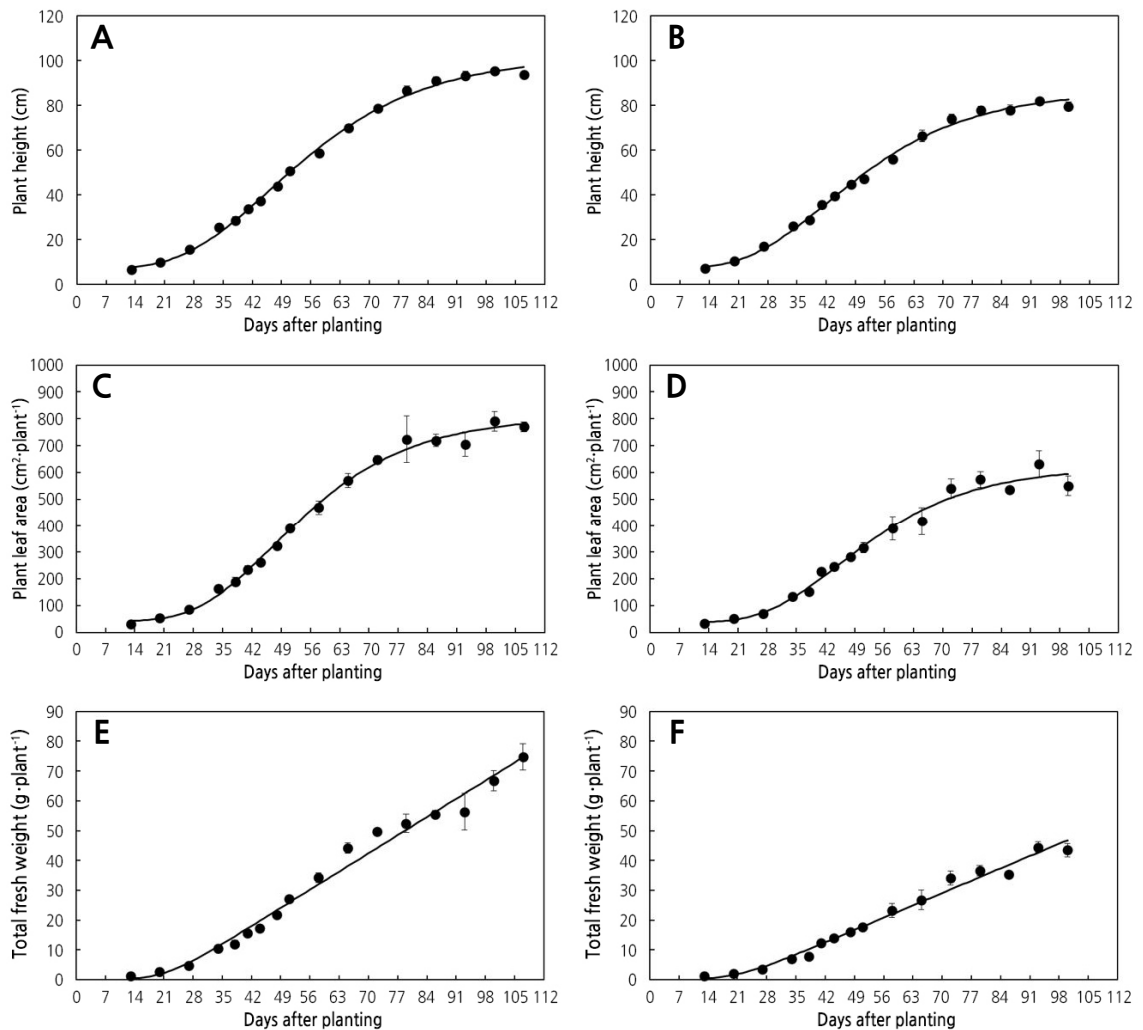 A
Plant height (cm)
120
100
80
60
40
20
0
0 7 14 21 28 35 42 49 56 63 70 77 84 91 98 105 112
Days after planting
B
Plant height (cm)
120
100
80
60
40
20
0
0 7 14 21 28 35 42 49 56 63 70 77 84 91 98 105 112
Days after planting
C
Plant leaf area (cm²·plant⁻¹)
1000
900
800
700
600
500
400
300
200
100
0
0 7 14 21 28 35 42 49 56 63 70 77 84 91 98 105 112
Days after planting
D
Plant leaf area (cm²·plant⁻¹)
1000
900
800
700
600
500
400
300
200
100
0
0 7 14 21 28 35 42 49 56 63 70 77 84 91 98 105 112
Days after planting
E
Total fresh weight (g·plant⁻¹)
90
80
70
60
50
40
30
20
10
0
0 7 14 21 28 35 42 49 56 63 70 77 84 91 98 105 112
Days after planting
F
Total fresh weight (g·plant⁻¹)
90
80
70
60
50
40
30
20
10
0
0 7 14 21 28 35 42 49 56 63 70 77 84 91 98 105 112
Days after planting